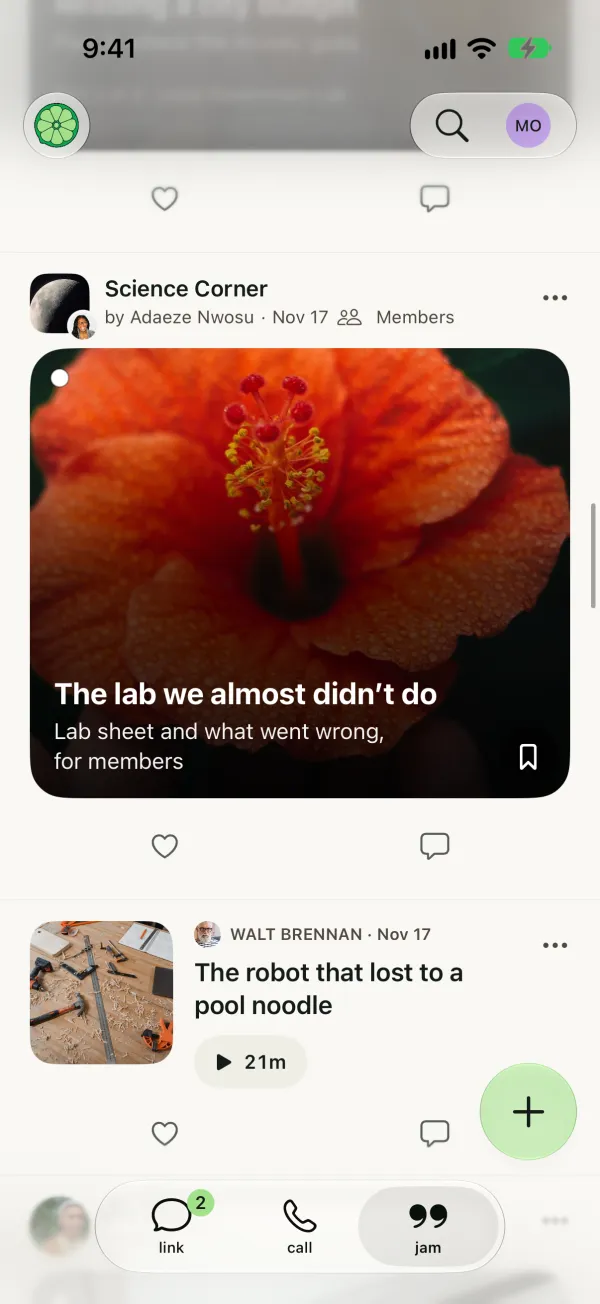 9:41
MO
Science Corner
by Adaeze Nwosu · Nov 17 Members
The lab we almost didn’t do
Lab sheet and what went wrong,
for members
WALT BRENNAN · Nov 17
The robot that lost to a
pool noodle
21m
2
link
call
jam